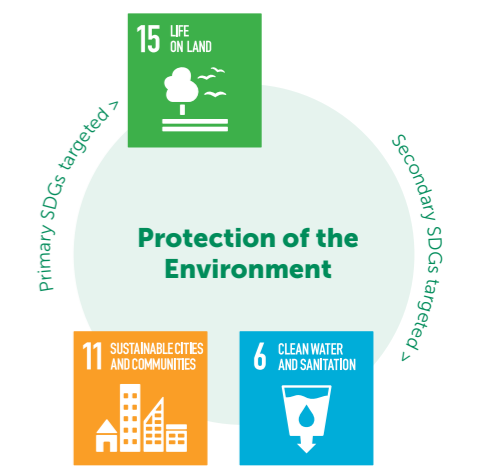 15 LIFE
ON LAND
Primary SDGs targeted >
Secondary SDGs targeted >
Protection of the
Environment
11 SUSTAINABLE CITIES
AND COMMUNITIES
6 CLEAN WATER
AND SANITATION